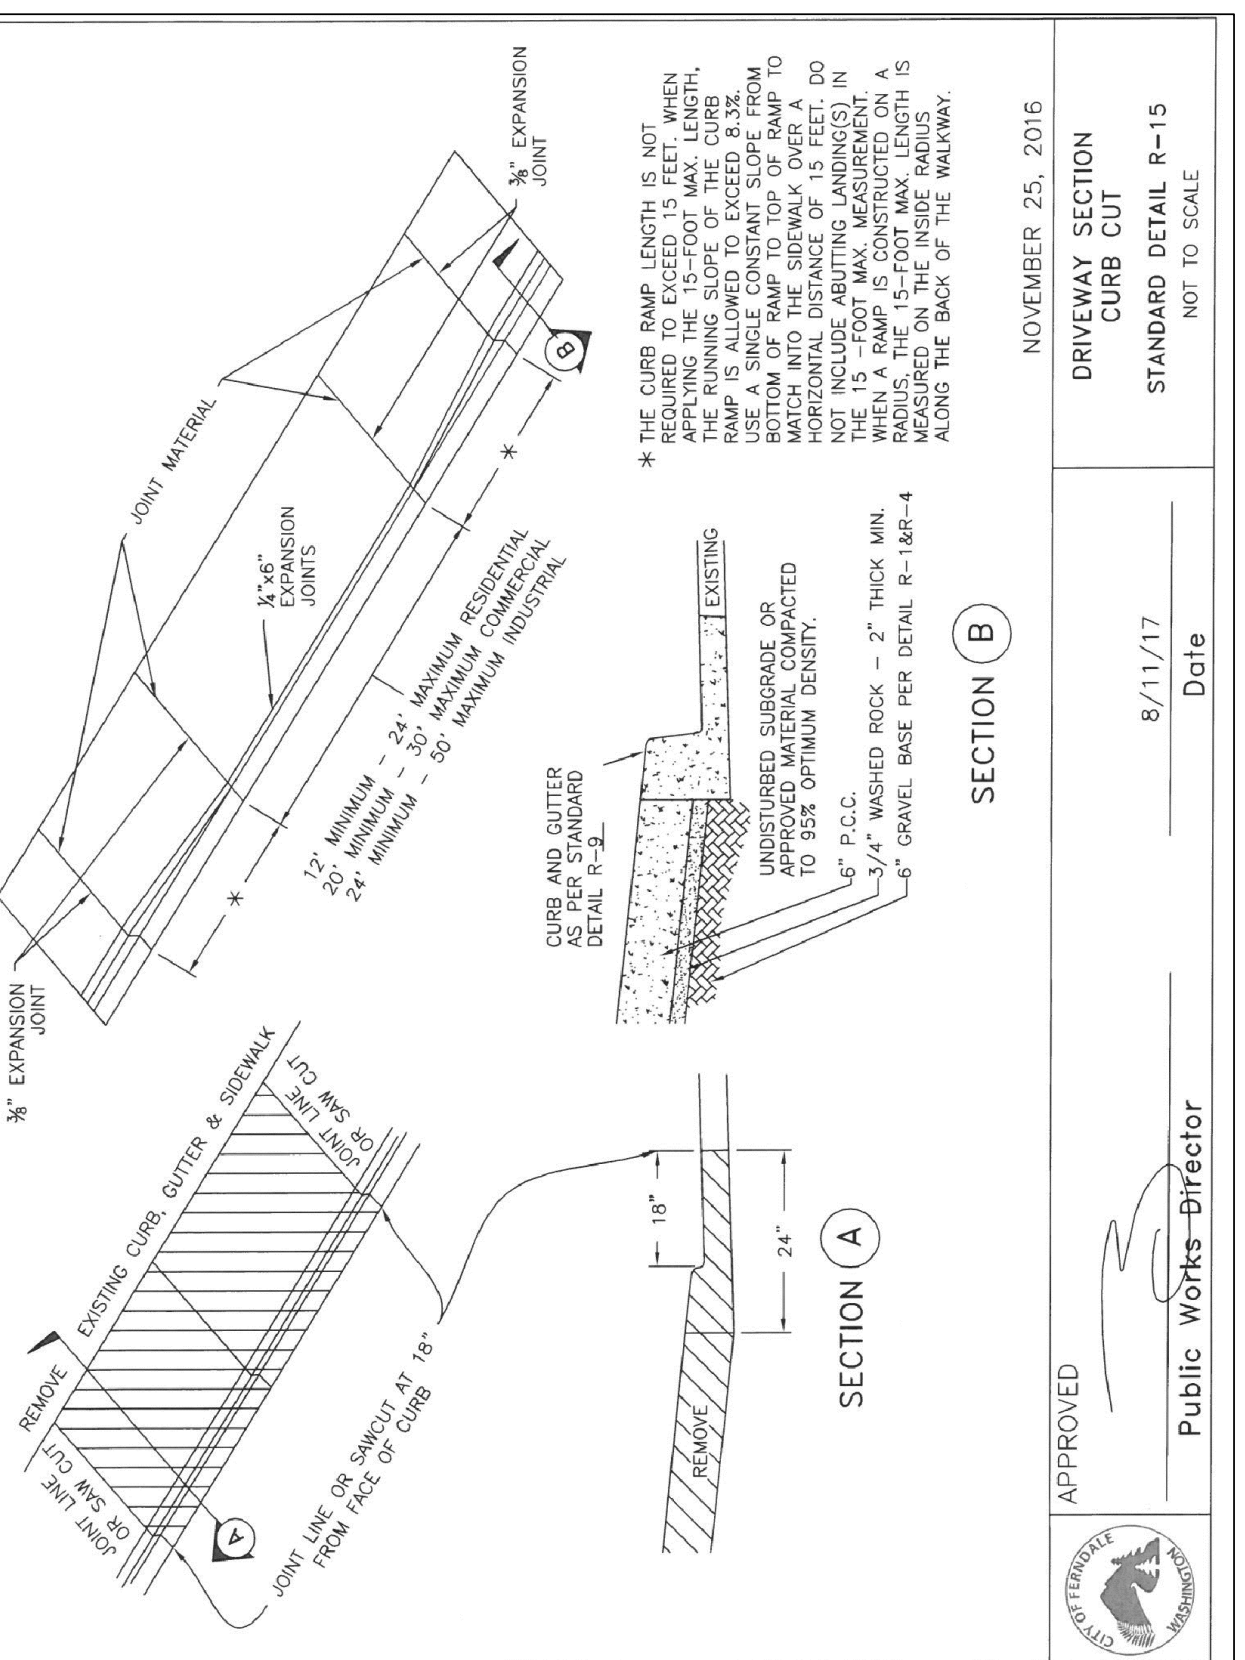 ⅜" EXPANSION
JOINT
JOINT MATERIAL
¼"x6"
EXPANSION
JOINTS
⅜" EXPANSION
JOINT
*
*
B
12' MINIMUM - 24' MAXIMUM RESIDENTIAL
20' MINIMUM - 30' MAXIMUM COMMERCIAL
24' MINIMUM - 50' MAXIMUM INDUSTRIAL
REMOVE EXISTING CURB, GUTTER & SIDEWALK
JOINT LINE
OR SAW CUT
JOINT LINE
OR SAW CUT
A
JOINT LINE OR SAWCUT AT 18"
FROM FACE OF CURB
REMOVE
18"
24"
SECTION A
CURB AND GUTTER
AS PER STANDARD
DETAIL R-9
EXISTING
UNDISTURBED SUBGRADE OR
APPROVED MATERIAL COMPACTED
TO 95% OPTIMUM DENSITY.
6" P.C.C.
3/4" WASHED ROCK - 2" THICK MIN.
6" GRAVEL BASE PER DETAIL R-1&R-4
SECTION B
* THE CURB RAMP LENGTH IS NOT
REQUIRED TO EXCEED 15 FEET. WHEN
APPLYING THE 15-FOOT MAX. LENGTH,
THE RUNNING SLOPE OF THE CURB
RAMP IS ALLOWED TO EXCEED 8.3%.
USE A SINGLE CONSTANT SLOPE FROM
BOTTOM OF RAMP TO TOP OF RAMP TO
MATCH INTO THE SIDEWALK OVER A
HORIZONTAL DISTANCE OF 15 FEET. DO
NOT INCLUDE ABUTTING LANDING(S) IN
THE 15 -FOOT MAX. MEASUREMENT.
WHEN A RAMP IS CONSTRUCTED ON A
RADIUS, THE 15-FOOT MAX. LENGTH IS
MEASURED ON THE INSIDE RADIUS
ALONG THE BACK OF THE WALKWAY.
NOVEMBER 25, 2016
CITY OF FERNDALE
WASHINGTON
APPROVED
Public Works Director
8/11/17
Date
DRIVEWAY SECTION
CURB CUT
STANDARD DETAIL R-15
NOT TO SCALE